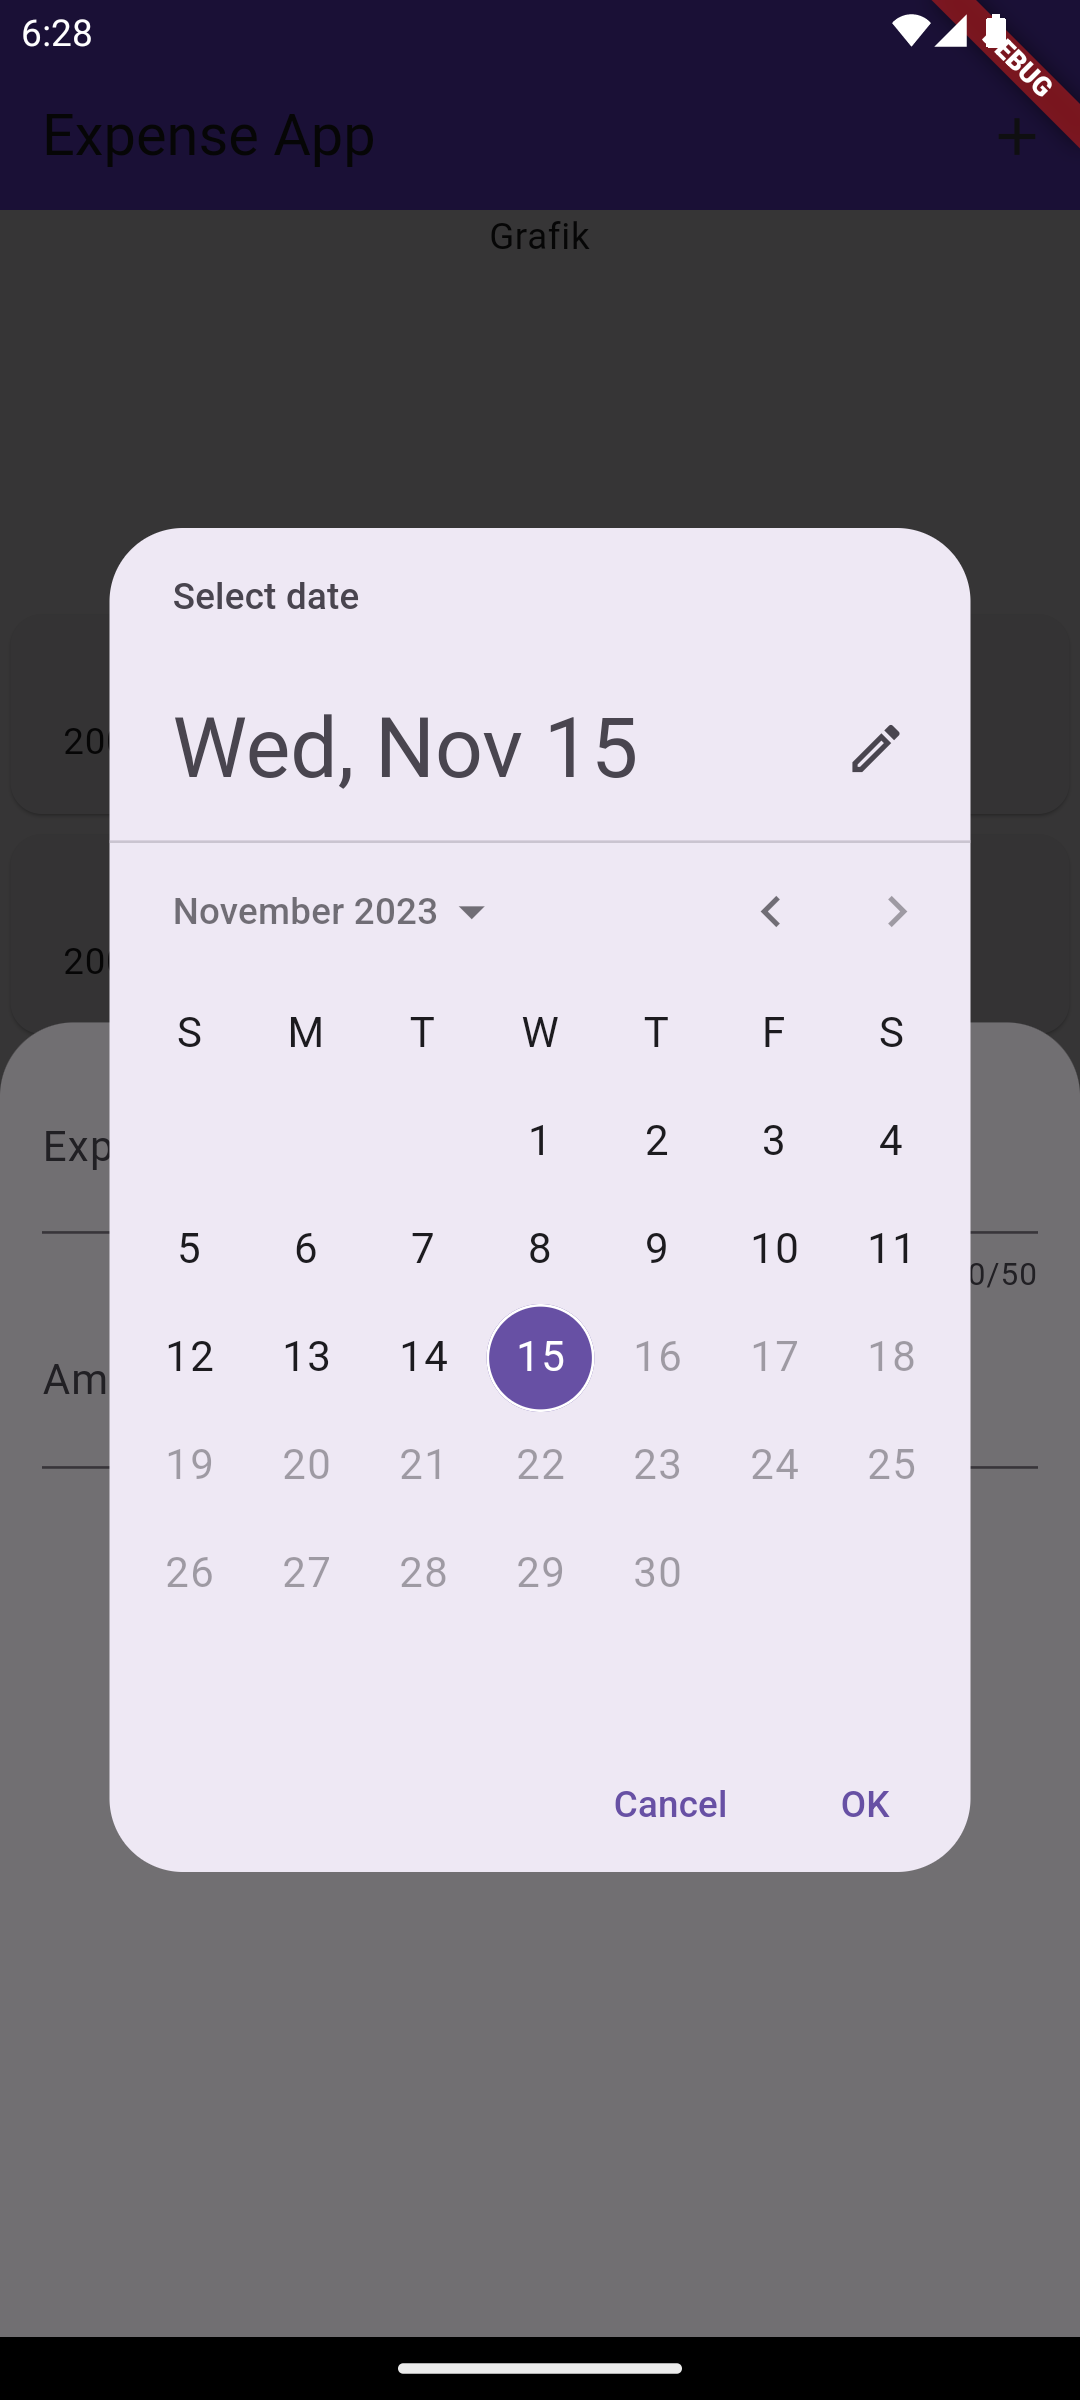 6:28
Expense App
Grafik
Select date
Wed, Nov 15
November 2023
S M T W T F S
1 2 3 4
5 6 7 8 9 10 11
12 13 14 15 16 17 18
19 20 21 22 23 24 25
26 27 28 29 30
Cancel OK
0/50